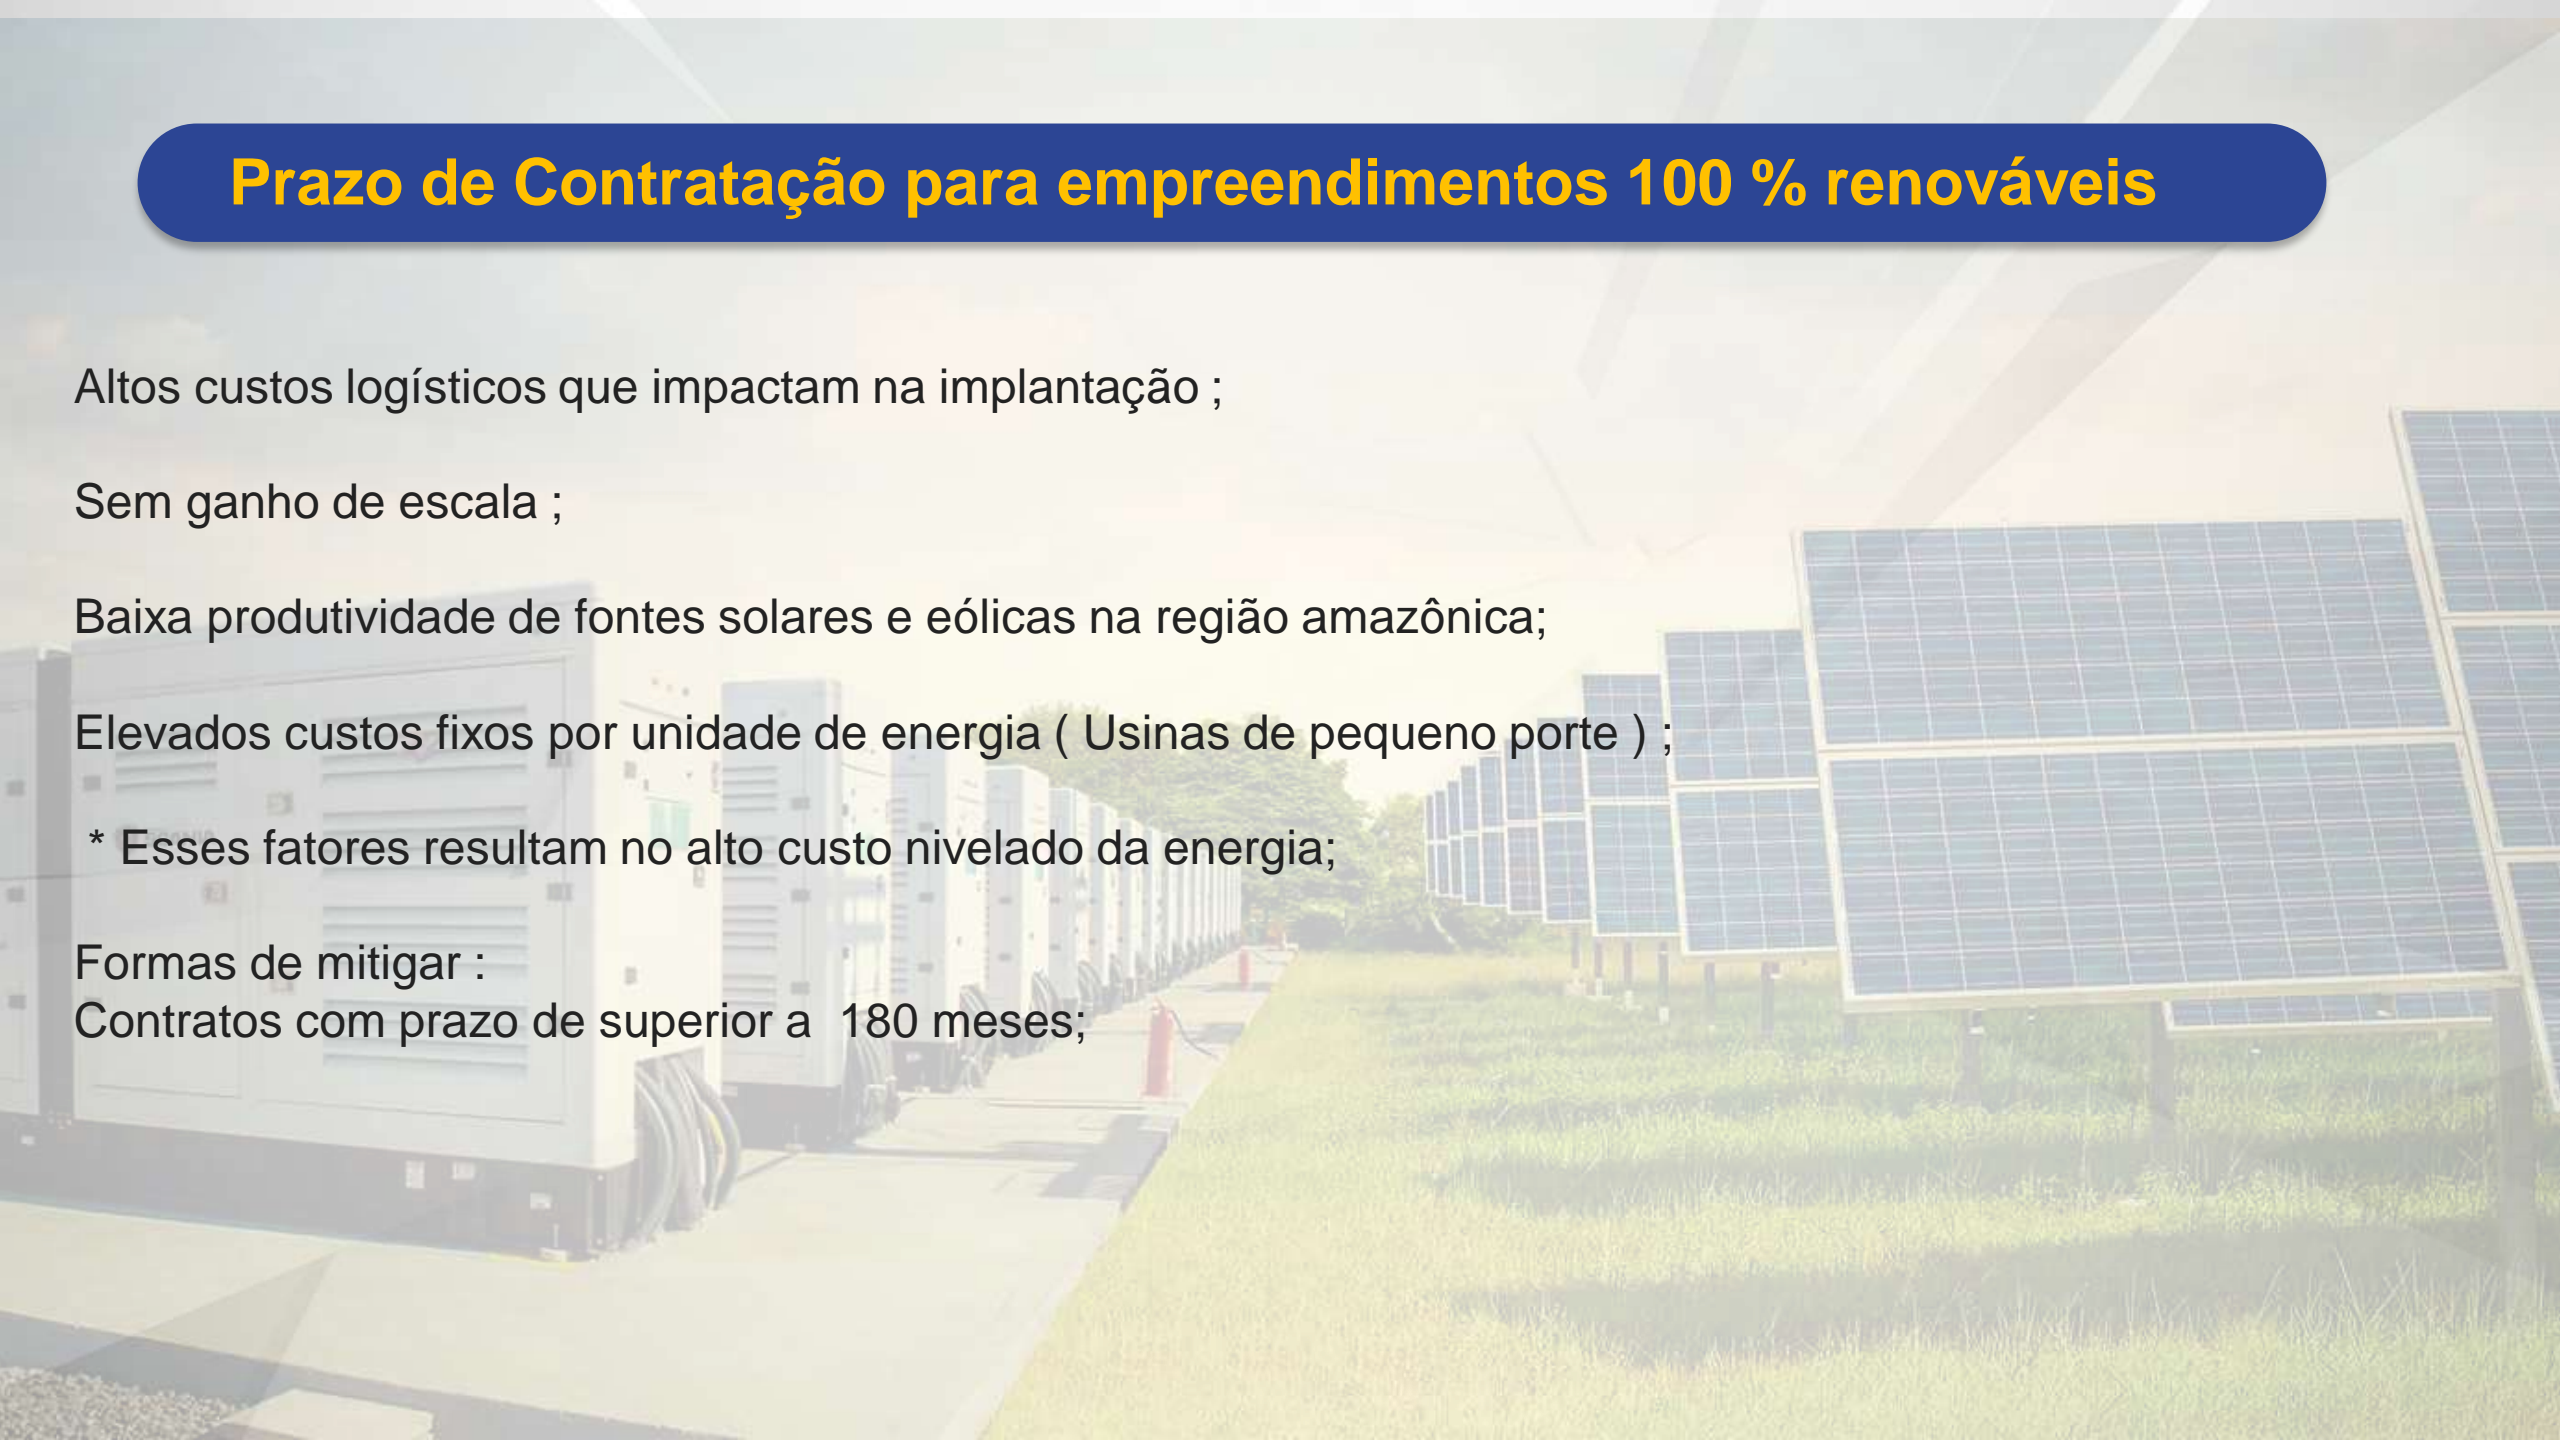 Prazo de Contratação para empreendimentos 100 % renováveis
Altos custos logísticos que impactam na implantação ;
Sem ganho de escala ;
Baixa produtividade de fontes solares e eólicas na região amazônica;
Elevados custos fixos por unidade de energia ( Usinas de pequeno porte ) ;
* Esses fatores resultam no alto custo nivelado da energia;
Formas de mitigar :
Contratos com prazo de superior a 180 meses;